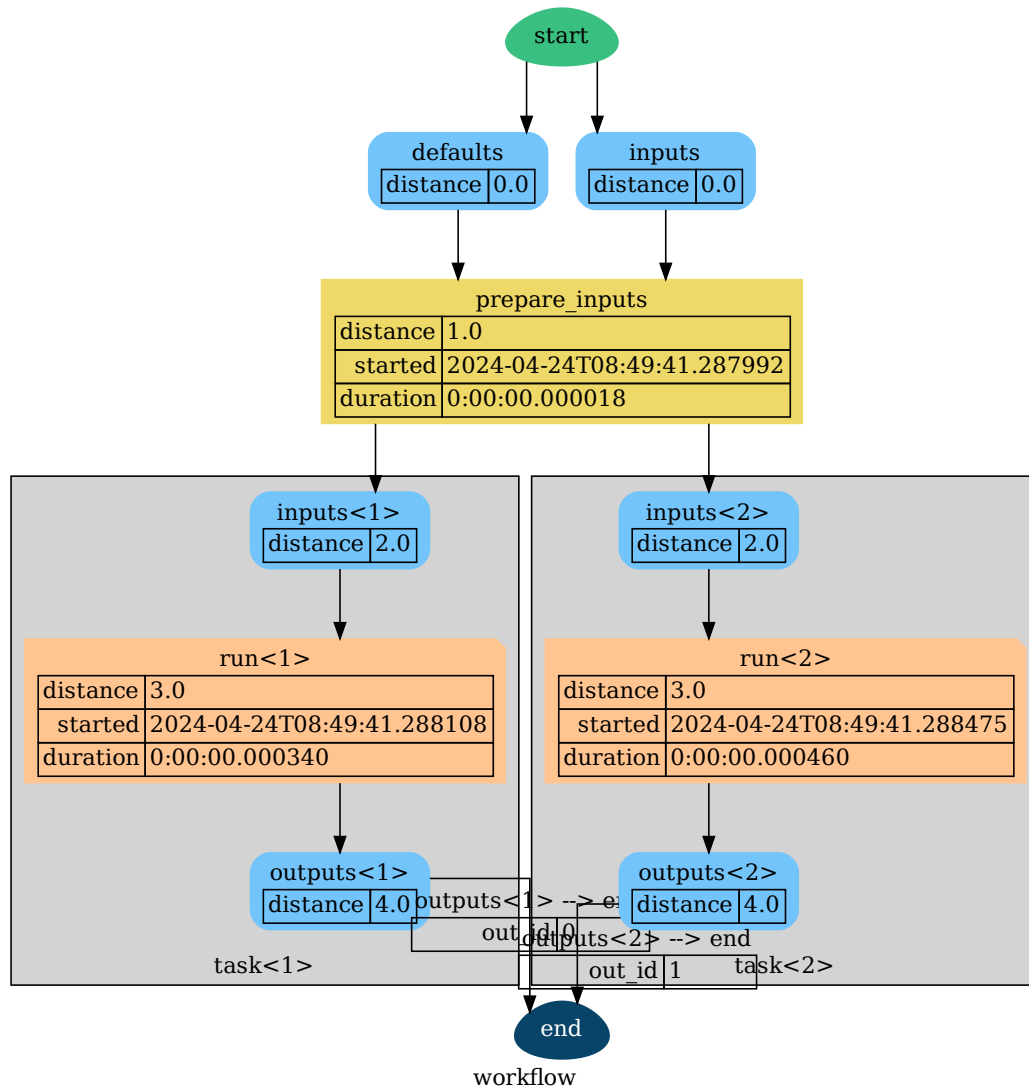 start
defaults
distance 0.0
inputs
distance 0.0
prepare_inputs
distance 1.0
started 2024-04-24T08:49:41.287992
duration 0:00:00.000018
inputs<1>
distance 2.0
run<1>
distance 3.0
started 2024-04-24T08:49:41.288108
duration 0:00:00.000340
outputs<1>
distance 4.0
task<1>
inputs<2>
distance 2.0
run<2>
distance 3.0
started 2024-04-24T08:49:41.288475
duration 0:00:00.000460
outputs<2>
distance 4.0
task<2>
outputs<1> --> e
out_id 0
outputs<2> --> end
out_id 1
end
workflow